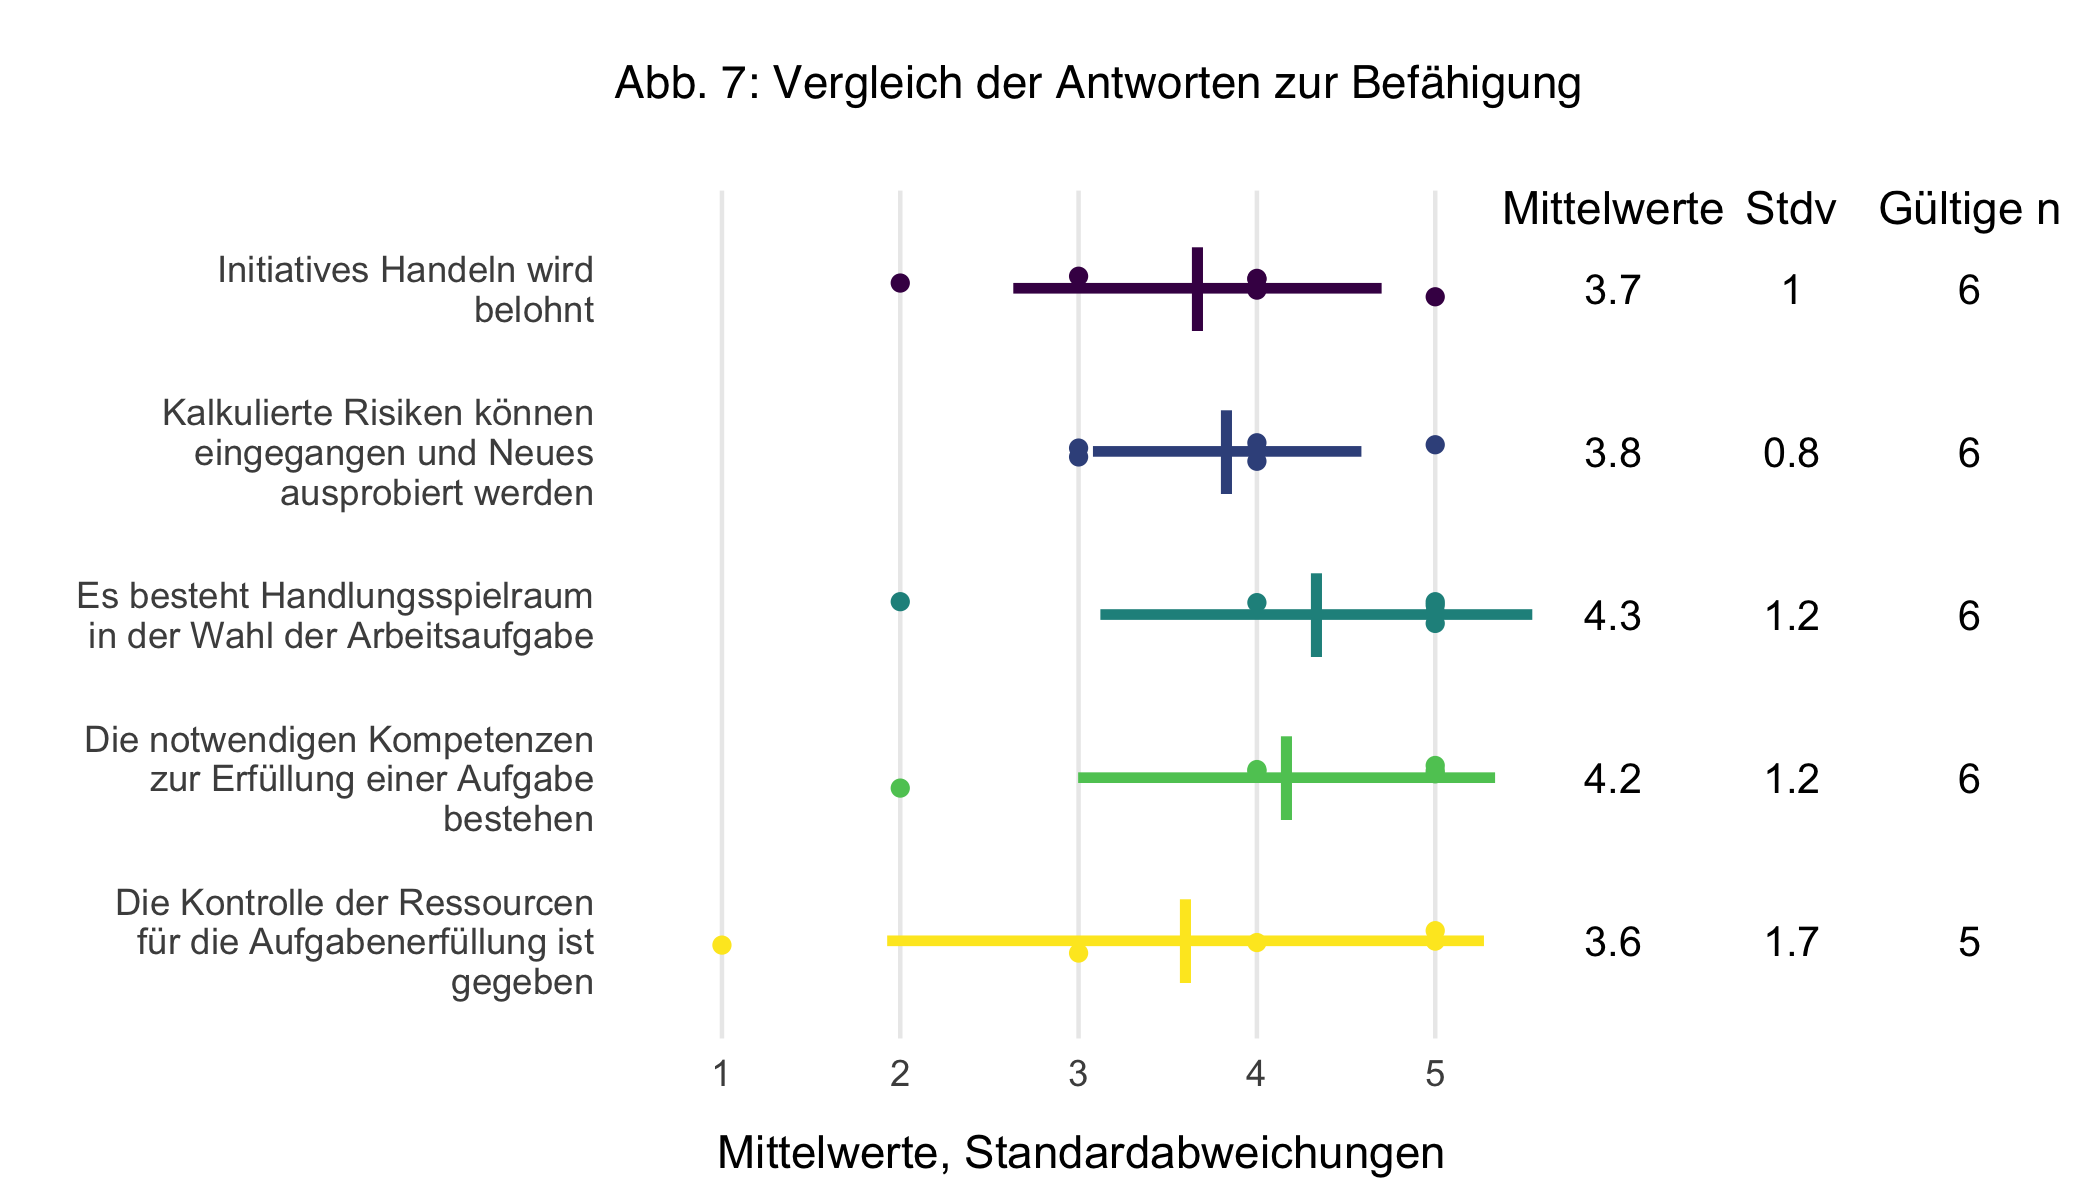 Abb. 7: Vergleich der Antworten zur Befähigung
Mittelwerte Stdv Gültige n
Initiatives Handeln wird
belohnt
3.7 1 6
Kalkulierte Risiken können
eingegangen und Neues
ausprobiert werden
3.8 0.8 6
Es besteht Handlungsspielraum
in der Wahl der Arbeitsaufgabe
4.3 1.2 6
Die notwendigen Kompetenzen
zur Erfüllung einer Aufgabe
bestehen
4.2 1.2 6
Die Kontrolle der Ressourcen
für die Aufgabenerfüllung ist
gegeben
3.6 1.7 5
1 2 3 4 5
Mittelwerte, Standardabweichungen